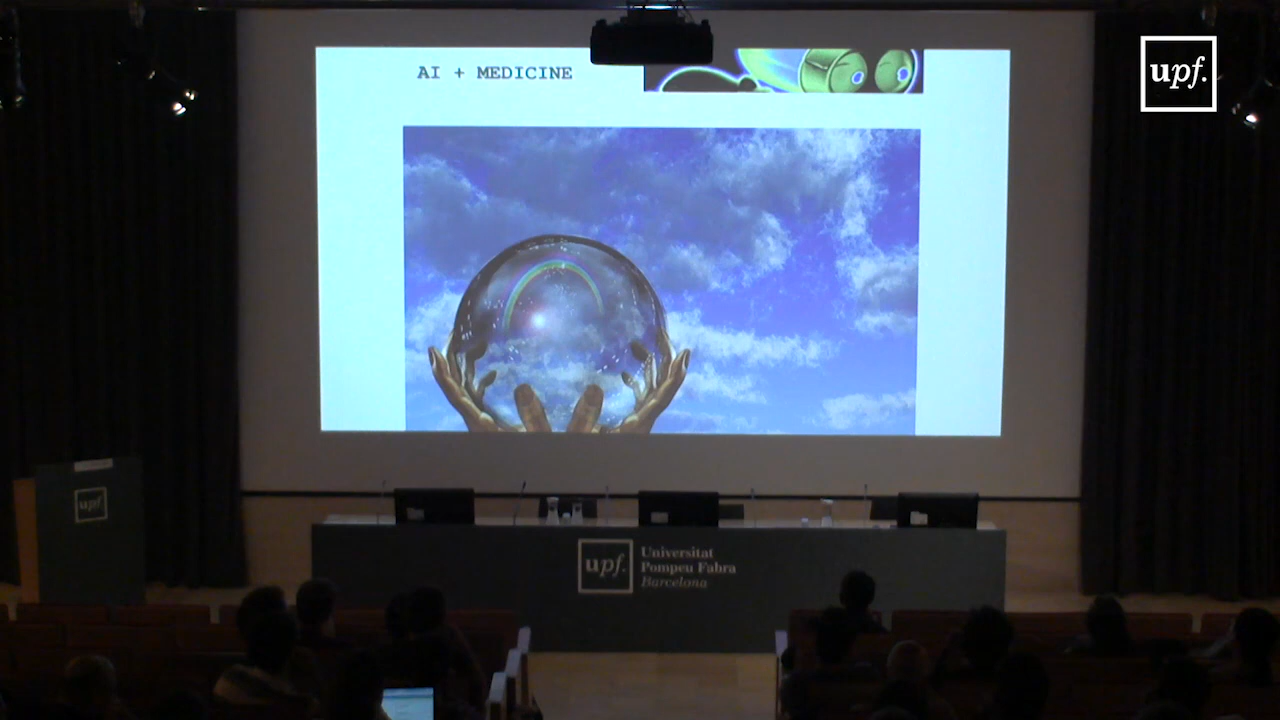 AI + MEDICINE
upf.
upf.
upf.
Universitat
Pompeu Fabra
Barcelona